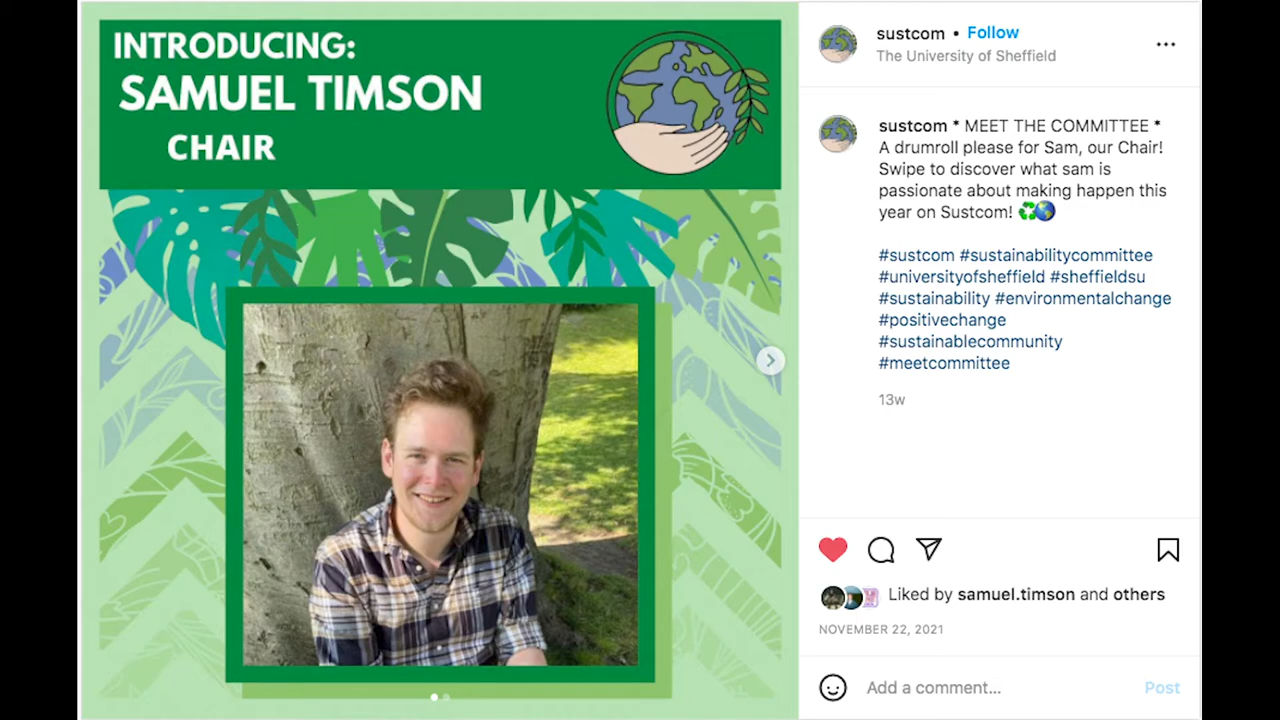 INTRODUCING:
SAMUEL TIMSON
CHAIR
sustcom • Follow
The University of Sheffield
sustcom * MEET THE COMMITTEE *
A drumroll please for Sam, our Chair!
Swipe to discover what sam is
passionate about making happen this
year on Sustcom! ♻️🌎
#sustcom #sustainabilitycommittee
#universityofsheffield #sheffieldsu
#sustainability #environmentalchange
#positivechange
#sustainablecommunity
#meetcommittee
13w
Liked by samuel.timson and others
NOVEMBER 22, 2021
Add a comment... Post